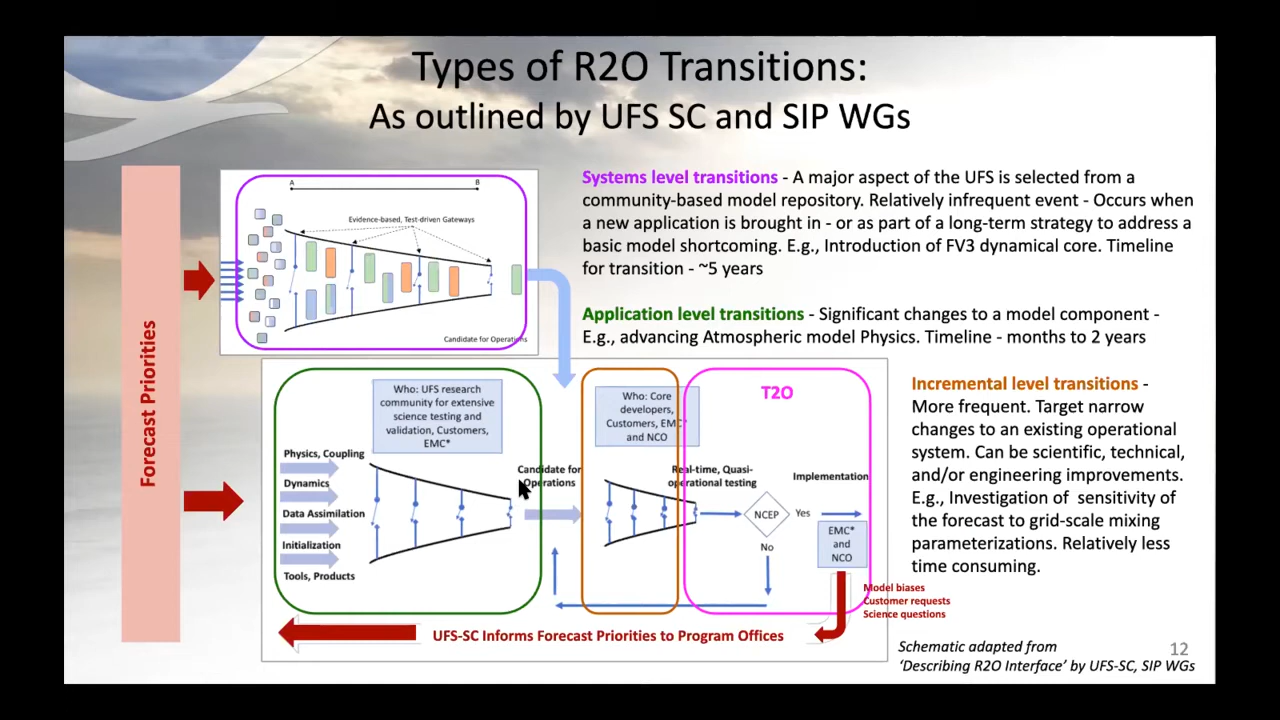 Types of R2O Transitions:
As outlined by UFS SC and SIP WGs
Forecast Priorities
A
B
Evidence-based, Test-driven Gateways
Candidate for Operations
Systems level transitions - A major aspect of the UFS is selected from a
community-based model repository. Relatively infrequent event - Occurs when
a new application is brought in - or as part of a long-term strategy to address a
basic model shortcoming. E.g., Introduction of FV3 dynamical core. Timeline
for transition - ~5 years
Application level transitions - Significant changes to a model component -
E.g., advancing Atmospheric model Physics. Timeline - months to 2 years
Incremental level transitions -
More frequent. Target narrow
changes to an existing operational
system. Can be scientific, technical,
and/or engineering improvements.
E.g., Investigation of sensitivity of
the forecast to grid-scale mixing
parameterizations. Relatively less
time consuming.
Who: UFS research
community for extensive
science testing and
validation, Customers,
EMC*
Physics, Coupling
Dynamics
Data Assimilation
Initialization
Tools, Products
Candidate for
Operations
Who: Core
developers,
Customers, EMC*
and NCO
T2O
Real-time, Quasi-
operational testing
Implementation
NCEP
Yes
No
EMC*
and
NCO
Model biases
Customer requests
Science questions
UFS-SC Informs Forecast Priorities to Program Offices
Schematic adapted from
‘Describing R2O Interface’ by UFS-SC, SIP WGs
12